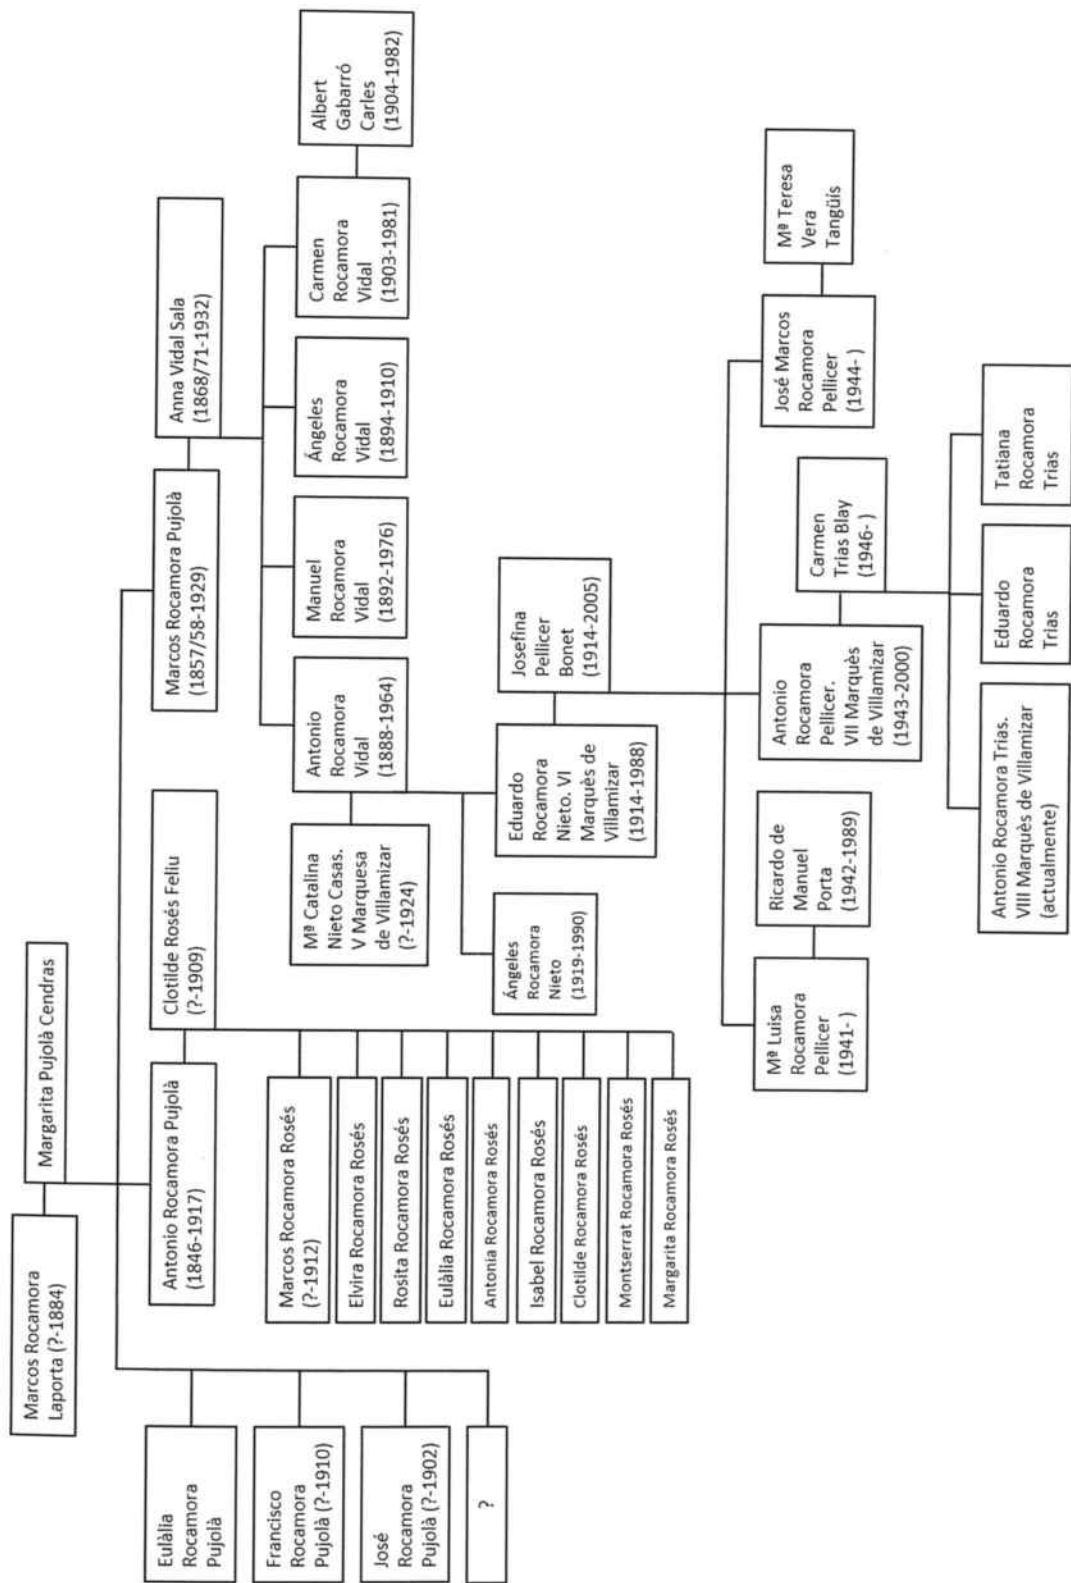 Marcos Rocamora
Laporta (?-1884)
Margarita Pujolà Cendras
Eulàlia
Rocamora
Pujolà
Francisco
Rocamora
Pujolà (?-1910)
José
Rocamora
Pujolà (?-1902)
?
Antonio Rocamora Pujolà
(1846-1917)
Clotilde Rosés Feliu
(?-1909)
Marcos Rocamora Pujolà
(1857/58-1929)
Anna Vidal Sala
(1868/71-1932)
Marcos Rocamora Rosés
(?-1912)
Elvira Rocamora Rosés
Rosita Rocamora Rosés
Eulàlia Rocamora Rosés
Antonia Rocamora Rosés
Isabel Rocamora Rosés
Clotilde Rocamora Rosés
Montserrat Rocamora Rosés
Margarita Rocamora Rosés
Mª Catalina
Nieto Casas.
V Marquesa
de Villamizar
(?-1924)
Antonio
Rocamora
Vidal
(1888-1964)
Manuel
Rocamora
Vidal
(1892-1976)
Ángeles
Rocamora
Vidal
(1894-1910)
Carmen
Rocamora
Vidal
(1903-1981)
Albert
Gabarró
Carles
(1904-1982)
Ángeles
Rocamora
Nieto
(1919-1990)
Eduardo
Rocamora
Nieto. VI
Marquès de
Villamizar
(1914-1988)
Josefina
Pellicer
Bonet
(1914-2005)
Mª Luisa
Rocamora
Pellicer
(1941- )
Ricardo de
Manuel
Porta
(1942-1989)
Antonio
Rocamora
Pellicer.
VII Marquès
de Villamizar
(1943-2000)
Carmen
Trias Blay
(1946- )
José Marcos
Rocamora
Pellicer
(1944- )
Mª Teresa
Vera
Tangüis
Antonio Rocamora Trias.
VIII Marquès de Villamizar
(actualmente)
Eduardo
Rocamora
Trias
Tatiana
Rocamora
Trias